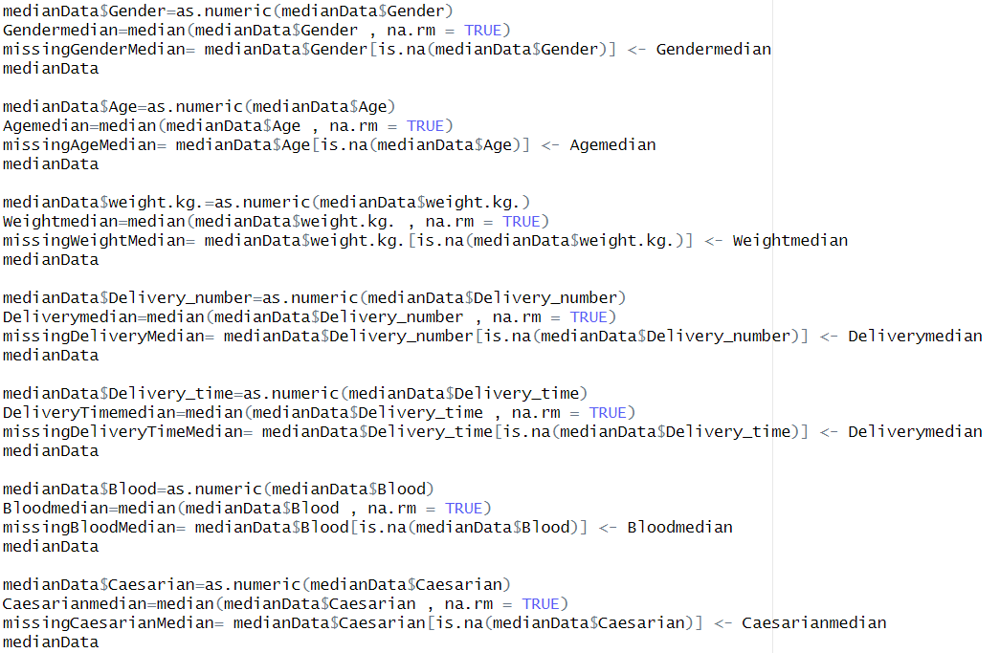 medianData$Gender=as.numeric(medianData$Gender)
Gendermedian=median(medianData$Gender , na.rm = TRUE)
missingGenderMedian= medianData$Gender[is.na(medianData$Gender)] <- Gendermedian
medianData
medianData$Age=as.numeric(medianData$Age)
Agemedian=median(medianData$Age , na.rm = TRUE)
missingAgeMedian= medianData$Age[is.na(medianData$Age)] <- Agemedian
medianData
medianData$weight.kg.=as.numeric(medianData$weight.kg.)
Weightmedian=median(medianData$weight.kg. , na.rm = TRUE)
missingWeightMedian= medianData$weight.kg.[is.na(medianData$weight.kg.)] <- Weightmedian
medianData
medianData$Delivery_number=as.numeric(medianData$Delivery_number)
Deliverymedian=median(medianData$Delivery_number , na.rm = TRUE)
missingDeliveryMedian= medianData$Delivery_number[is.na(medianData$Delivery_number)] <- Deliverymedian
medianData
medianData$Delivery_time=as.numeric(medianData$Delivery_time)
DeliveryTimemedian=median(medianData$Delivery_time , na.rm = TRUE)
missingDeliveryTimeMedian= medianData$Delivery_time[is.na(medianData$Delivery_time)] <- Deliverymedian
medianData
medianData$Blood=as.numeric(medianData$Blood)
Bloodmedian=median(medianData$Blood , na.rm = TRUE)
missingBloodMedian= medianData$Blood[is.na(medianData$Blood)] <- Bloodmedian
medianData
medianData$Caesarian=as.numeric(medianData$Caesarian)
Caesarianmedian=median(medianData$Caesarian , na.rm = TRUE)
missingCaesarianMedian= medianData$Caesarian[is.na(medianData$Caesarian)] <- Caesarianmedian
medianData